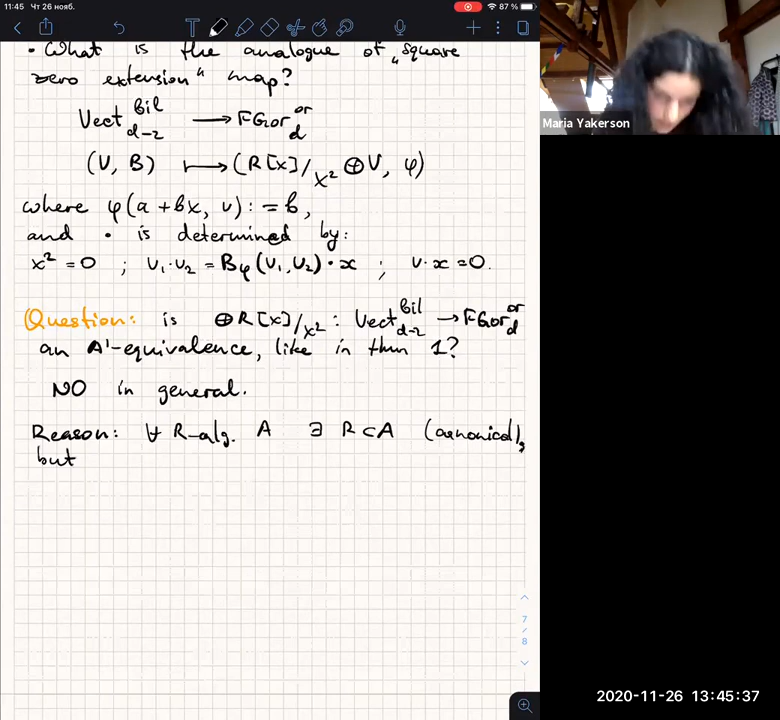 11:45 Чт 26 нояб.
87 %
• What is the analogue of „square
zero extension" map?
Vect^{bil}_{d-2} ⟶ FGor^{or}_d
(V, B) ⟼ (R[x]/x² ⊕ V, φ)
where φ(a + bx, v) := b,
and • is determined by:
x² = 0 ; v₁·v₂ = B_φ(v₁,v₂)·x ; v·x = 0.
Question: is ⊕R[x]/x² : Vect^{bil}_{d-2} → FGor^{or}_d
an A¹-equivalence, like in thm 1?
NO in general.
Reason: ∀ R-alg. A ∃ R⊂A (canonical),
but
7
/
8
Maria Yakerson
2020-11-26 13:45:37